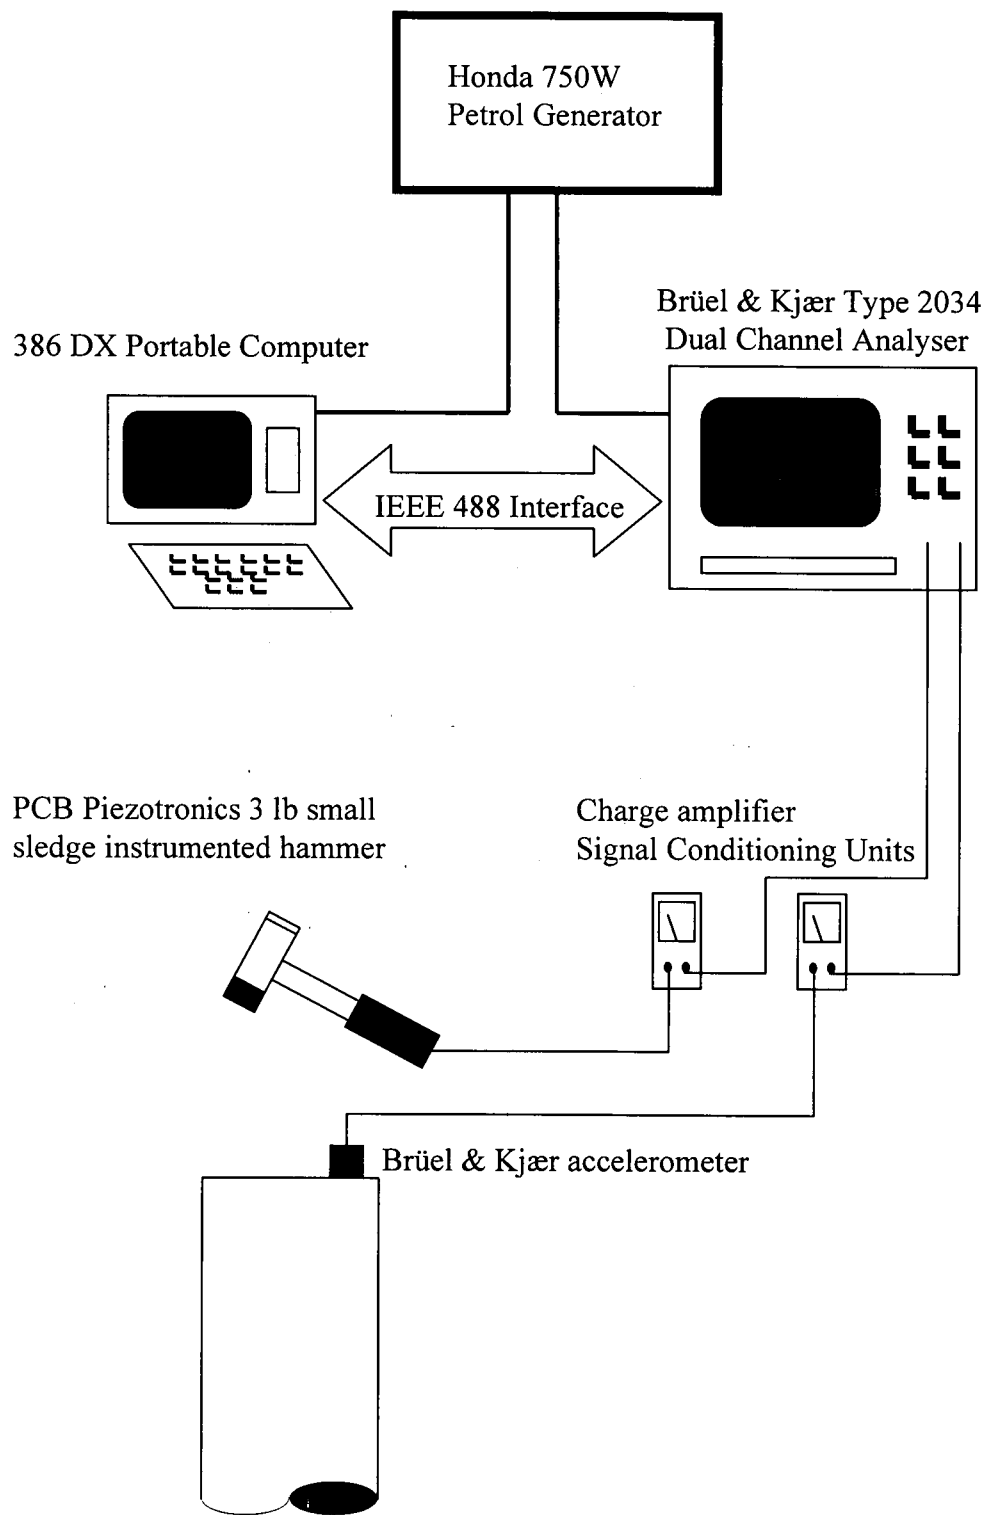 Honda 750W
Petrol Generator
Brüel & Kjær Type 2034
Dual Channel Analyser
386 DX Portable Computer
IEEE 488 Interface
PCB Piezotronics 3 lb small
sledge instrumented hammer
Charge amplifier
Signal Conditioning Units
Brüel & Kjær accelerometer